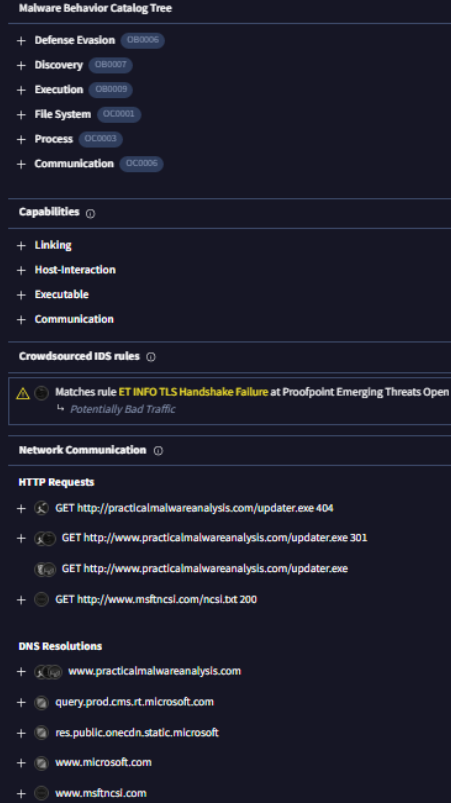 Malware Behavior Catalog Tree
+ Defense Evasion OB0006
+ Discovery OB0007
+ Execution OB0009
+ File System OC0001
+ Process OC0003
+ Communication OC0006
Capabilities
+ Linking
+ Host-Interaction
+ Executable
+ Communication
Crowdsourced IDS rules
Matches rule ET INFO TLS Handshake Failure at Proofpoint Emerging Threats Open
↳ Potentially Bad Traffic
Network Communication
HTTP Requests
+ GET http://practicalmalwareanalysis.com/updater.exe 404
+ GET http://www.practicalmalwareanalysis.com/updater.exe 301
GET http://www.practicalmalwareanalysis.com/updater.exe
+ GET http://www.msftncsi.com/ncsi.txt 200
DNS Resolutions
+ www.practicalmalwareanalysis.com
+ query.prod.cms.rt.microsoft.com
+ res.public.onecdn.static.microsoft
+ www.microsoft.com
+ www.msftncsi.com